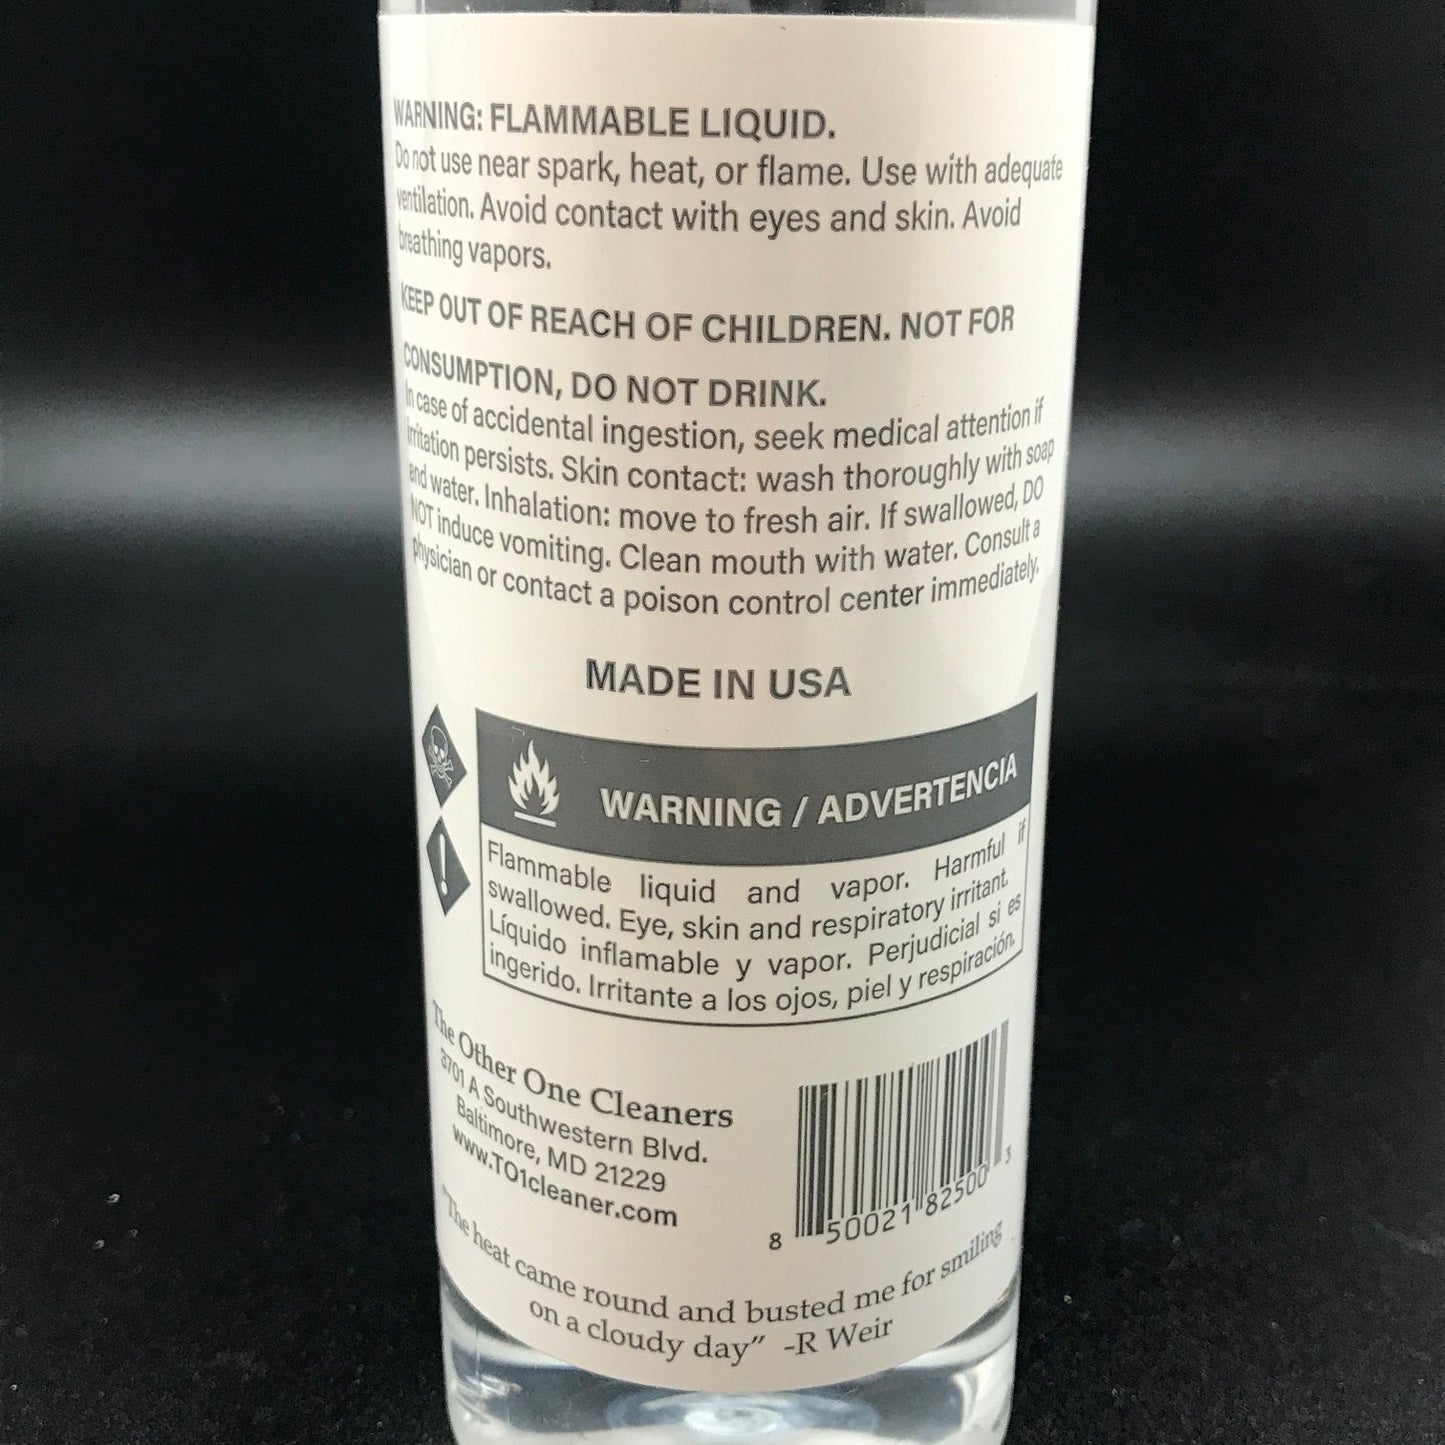 WARNING: FLAMMABLE LIQUID.
Do not use near spark, heat, or flame. Use with adequate
ventilation. Avoid contact with eyes and skin. Avoid
breathing vapors.
KEEP OUT OF REACH OF CHILDREN. NOT FOR
CONSUMPTION, DO NOT DRINK.
In case of accidental ingestion, seek medical attention if
irritation persists. Skin contact: wash thoroughly with soap
and water. Inhalation: move to fresh air. If swallowed, DO
NOT induce vomiting. Clean mouth with water. Consult a
physician or contact a poison control center immediately.
MADE IN USA
WARNING / ADVERTENCIA
!
Flammable liquid and vapor. Harmful if
swallowed. Eye, skin and respiratory irritant.
Líquido inflamable y vapor. Perjudicial si es
ingerido. Irritante a los ojos, piel y respiración.
The Other One Cleaners
3701 A Southwestern Blvd.
Baltimore, MD 21229
www.TO1cleaner.com
8 50021 82500 3
"The heat came round and busted me for smiling
on a cloudy day" -R Weir